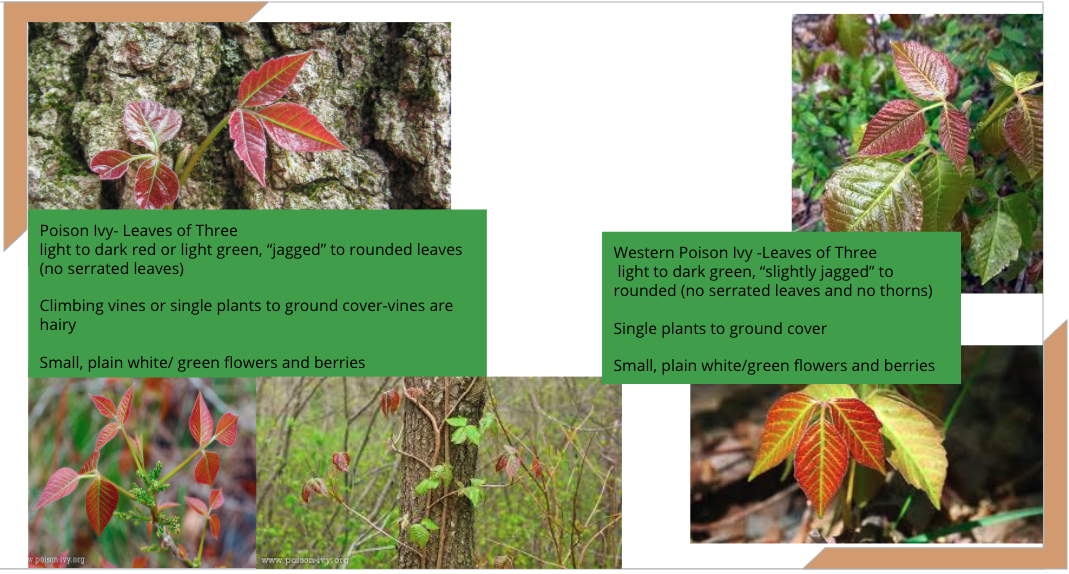 Poison Ivy- Leaves of Three
light to dark red or light green, “jagged” to rounded leaves
(no serrated leaves)
Climbing vines or single plants to ground cover-vines are
hairy
Small, plain white/ green flowers and berries
Western Poison Ivy -Leaves of Three
light to dark green, “slightly jagged” to
rounded (no serrated leaves and no thorns)
Single plants to ground cover
Small, plain white/green flowers and berries
w.poison-ivy.org
www.poison-ivy.org